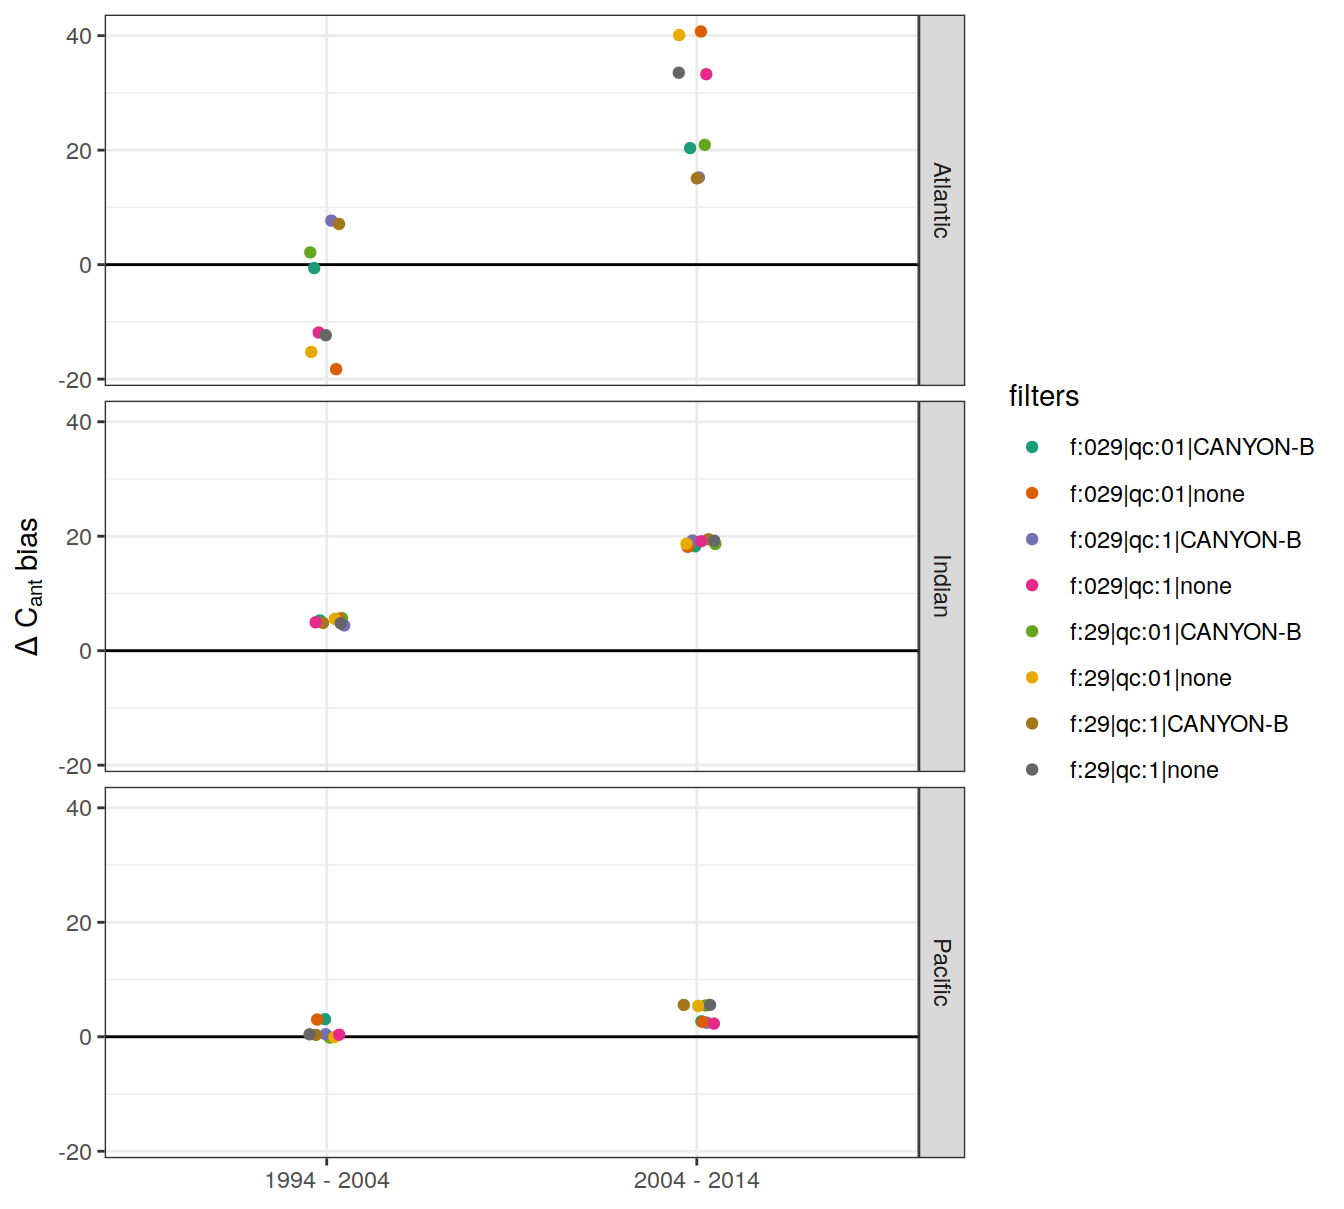 40
20
0
-20
Atlantic
40
20
0
-20
Indian
40
20
0
-20
Pacific
1994 - 2004
2004 - 2014
Δ Cant bias
filters
f:029|qc:01|CANYON-B
f:029|qc:01|none
f:029|qc:1|CANYON-B
f:029|qc:1|none
f:29|qc:01|CANYON-B
f:29|qc:01|none
f:29|qc:1|CANYON-B
f:29|qc:1|none